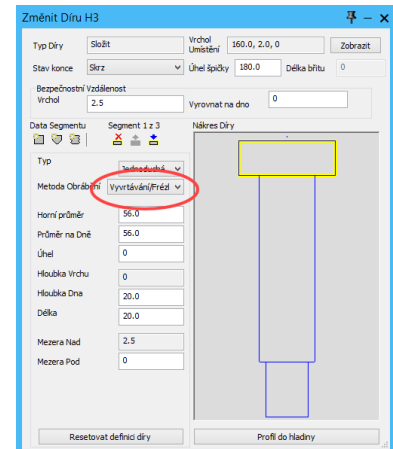 Změnit Díru H3
Typ Díry Složit Vrchol Umístění 160.0, 2.0, 0 Zobrazit
Stav konce Skrz Úhel špičky 180.0 Délka břitu 0
Bezpečnostní Vzdálenost
Vrchol 2.5 Vyrovnat na dno 0
Data Segmentu Segment 1 z 3 Nákres Díry
Typ Jednoduchá
Metoda Obrábění Vyvrtávání/Fréz
Horní průměr 56.0
Průměr na Dně 56.0
Úhel 0
Hloubka Vrchu 0
Hloubka Dna 20.0
Délka 20.0
Mezera Nad 2.5
Mezera Pod 0
Resetovat definici díry Profil do hladiny